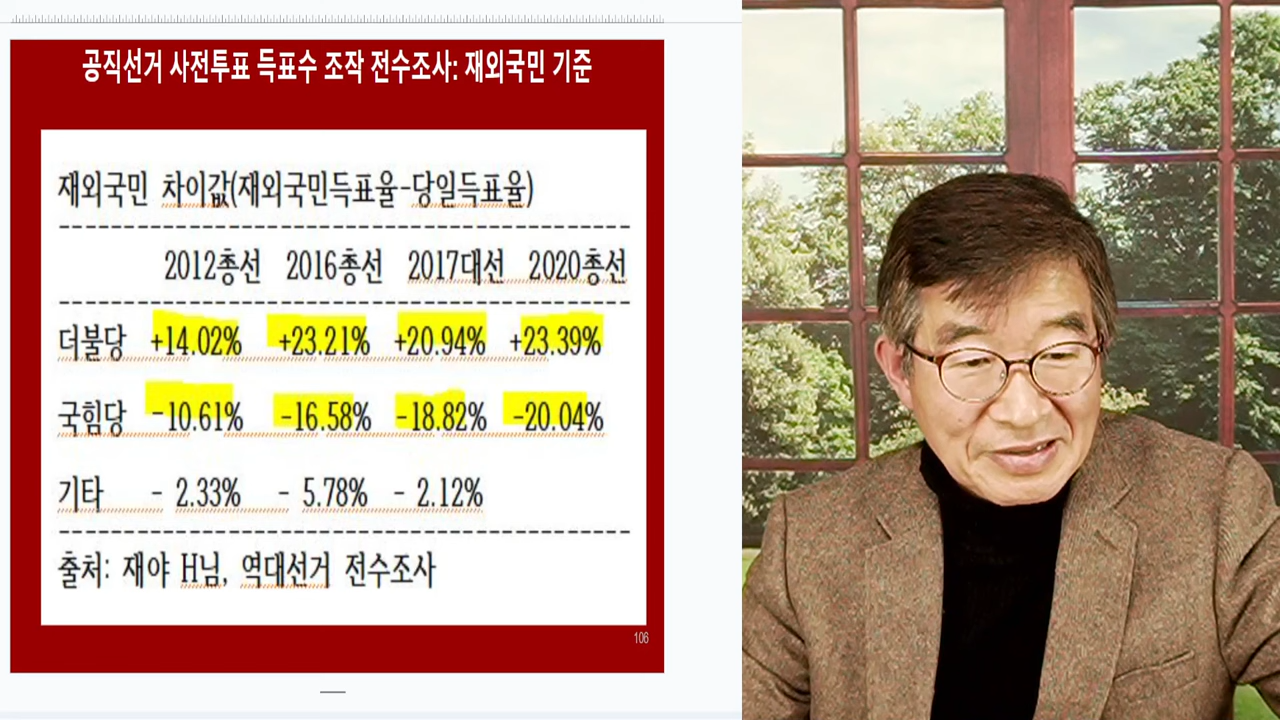 공직선거 사전투표 득표수 조작 전수조사: 재외국민 기준
재외국민 차이값(재외국민득표율-당일득표율)
2012총선 2016총선 2017대선 2020총선
더불당 +14.02% +23.21% +20.94% +23.39%
국힘당 -10.61% -16.58% -18.82% -20.04%
기타 - 2.33% - 5.78% - 2.12%
출처: 재야 H님, 역대선거 전수조사
106